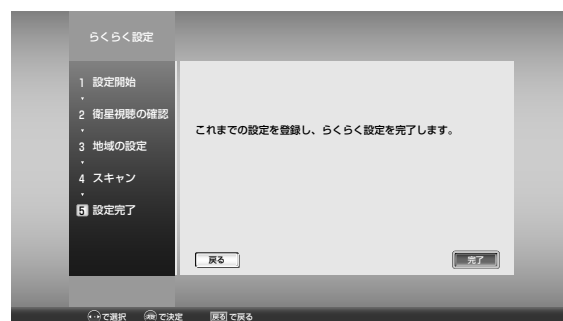 らくらく設定
1 設定開始
2 衛星視聴の確認
3 地域の設定
4 スキャン
5 設定完了
これまでの設定を登録し、らくらく設定を完了します。
戻る 完了
で選択 決定 で決定 戻る で戻る